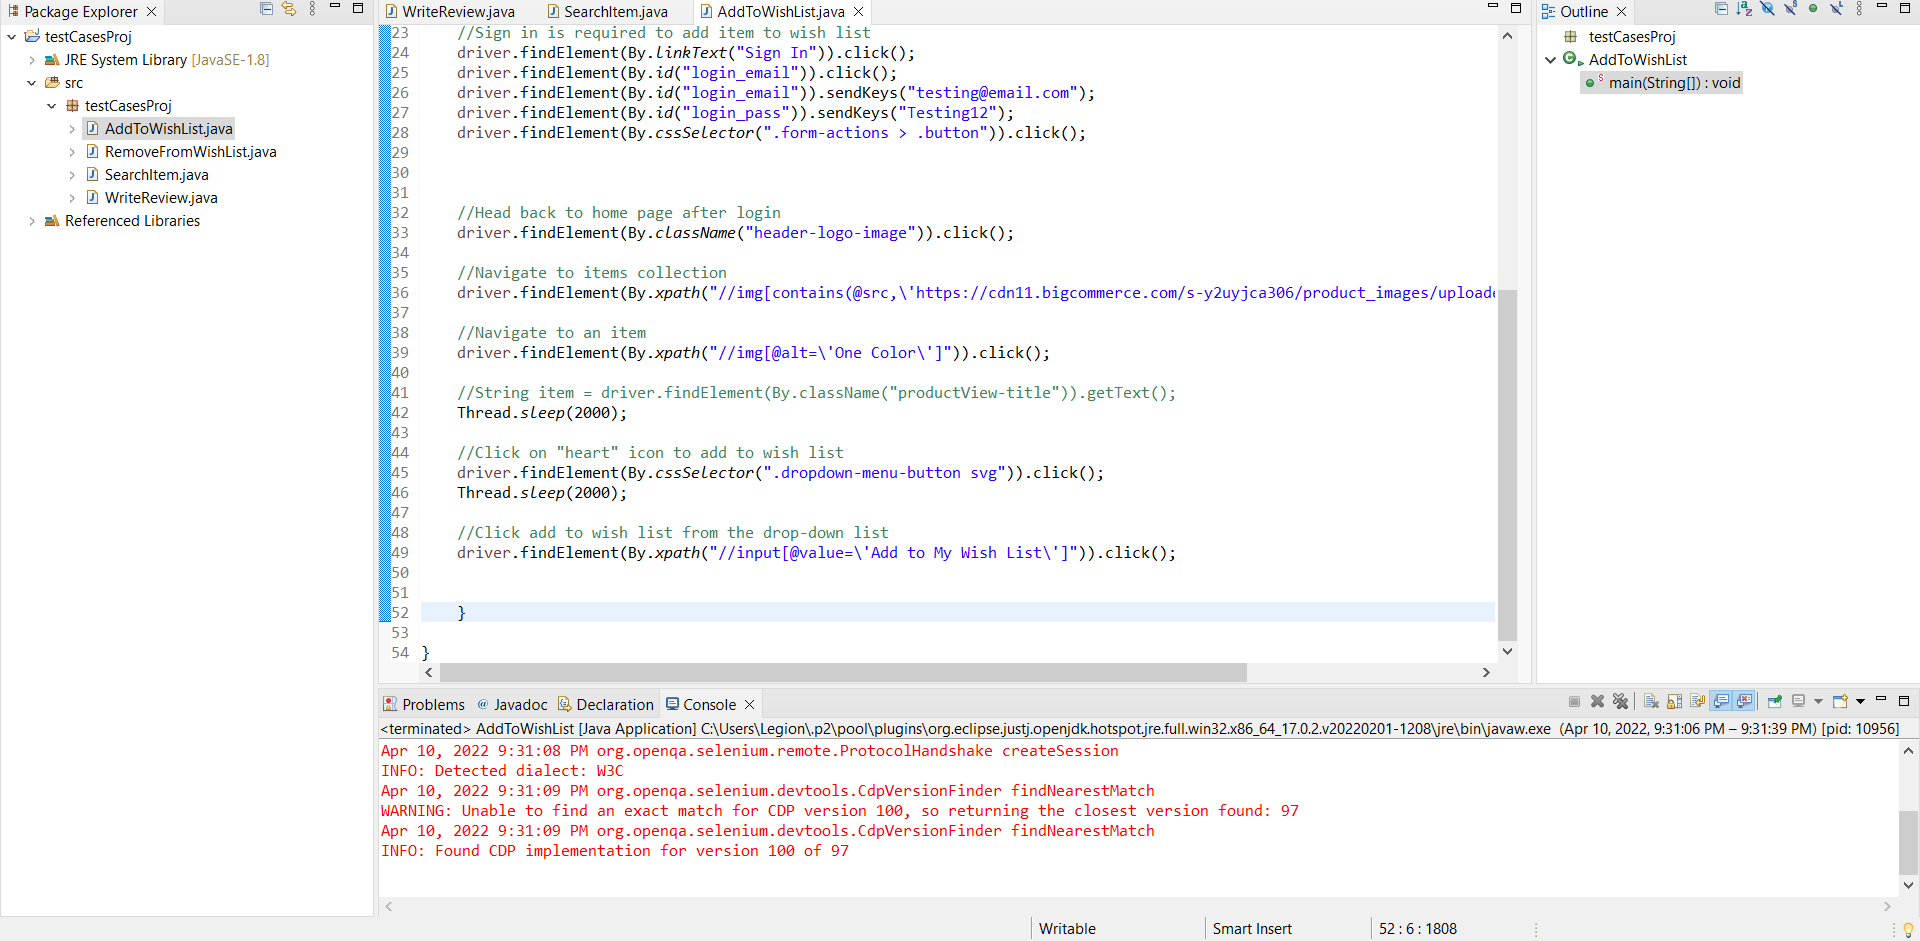 Package Explorer
testCasesProj
JRE System Library [JavaSE-1.8]
src
testCasesProj
AddToWishList.java
RemoveFromWishList.java
SearchItem.java
WriteReview.java
Referenced Libraries
WriteReview.java SearchItem.java AddToWishList.java
23 //Sign in is required to add item to wish list
24 driver.findElement(By.linkText("Sign In")).click();
25 driver.findElement(By.id("login_email")).click();
26 driver.findElement(By.id("login_email")).sendKeys("testing@email.com");
27 driver.findElement(By.id("login_pass")).sendKeys("Testing12");
28 driver.findElement(By.cssSelector(".form-actions > .button")).click();
29
30
31
32 //Head back to home page after login
33 driver.findElement(By.className("header-logo-image")).click();
34
35 //Navigate to items collection
36 driver.findElement(By.xpath("//img[contains(@src,\'https://cdn11.bigcommerce.com/s-y2uyjca306/product_images/uploade
37
38 //Navigate to an item
39 driver.findElement(By.xpath("//img[@alt=\'One Color\']")).click();
40
41 //String item = driver.findElement(By.className("productView-title")).getText();
42 Thread.sleep(2000);
43
44 //Click on "heart" icon to add to wish list
45 driver.findElement(By.cssSelector(".dropdown-menu-button svg")).click();
46 Thread.sleep(2000);
47
48 //Click add to wish list from the drop-down list
49 driver.findElement(By.xpath("//input[@value=\'Add to My Wish List\']")).click();
50
51
52 }
53
54 }
Outline
testCasesProj
AddToWishList
main(String[]) : void
Problems @ Javadoc Declaration Console
<terminated> AddToWishList [Java Application] C:\Users\Legion\.p2\pool\plugins\org.eclipse.justj.openjdk.hotspot.jre.full.win32.x86_64_17.0.2.v20220201-1208\jre\bin\javaw.exe (Apr 10, 2022, 9:31:06 PM – 9:31:39 PM) [pid: 10956]
Apr 10, 2022 9:31:08 PM org.openqa.selenium.remote.ProtocolHandshake createSession
INFO: Detected dialect: W3C
Apr 10, 2022 9:31:09 PM org.openqa.selenium.devtools.CdpVersionFinder findNearestMatch
WARNING: Unable to find an exact match for CDP version 100, so returning the closest version found: 97
Apr 10, 2022 9:31:09 PM org.openqa.selenium.devtools.CdpVersionFinder findNearestMatch
INFO: Found CDP implementation for version 100 of 97
Writable Smart Insert 52 : 6 : 1808